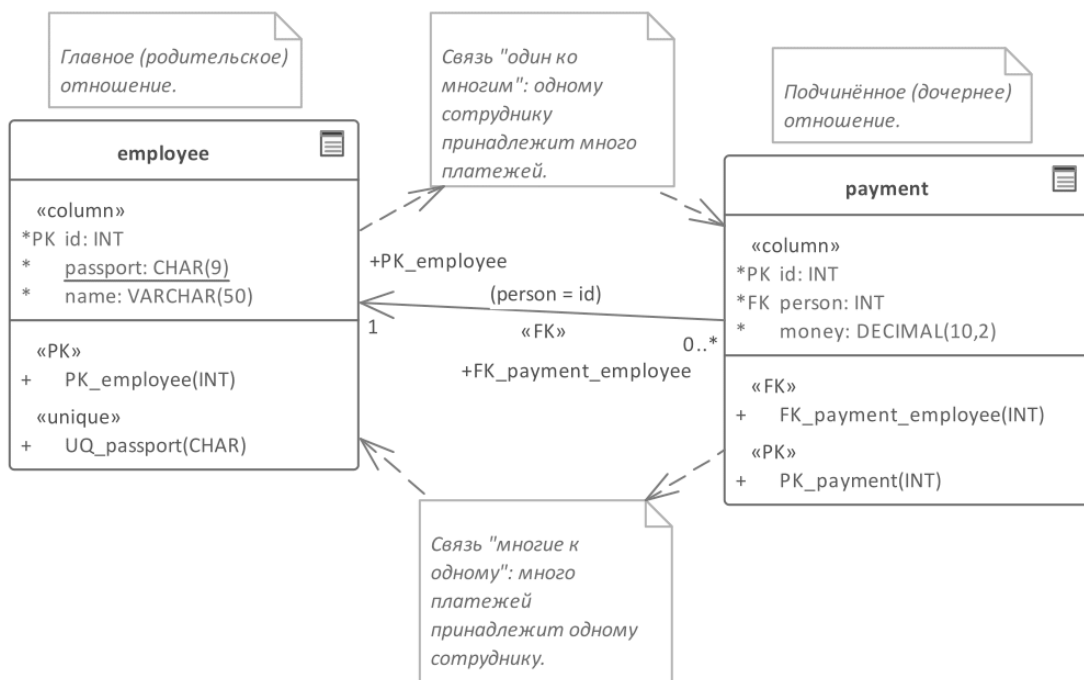 Главное (родительское)
отношение.
Связь "один ко
многим": одному
сотруднику
принадлежит много
платежей.
Подчинённое (дочернее)
отношение.
employee
«column»
*PK id: INT
* passport: CHAR(9)
* name: VARCHAR(50)
«PK»
+ PK_employee(INT)
«unique»
+ UQ_passport(CHAR)
+PK_employee
(person = id)
1
«FK»
0..*
+FK_payment_employee
payment
«column»
*PK id: INT
*FK person: INT
* money: DECIMAL(10,2)
«FK»
+ FK_payment_employee(INT)
«PK»
+ PK_payment(INT)
Связь "многие к
одному": много
платежей
принадлежит одному
сотруднику.